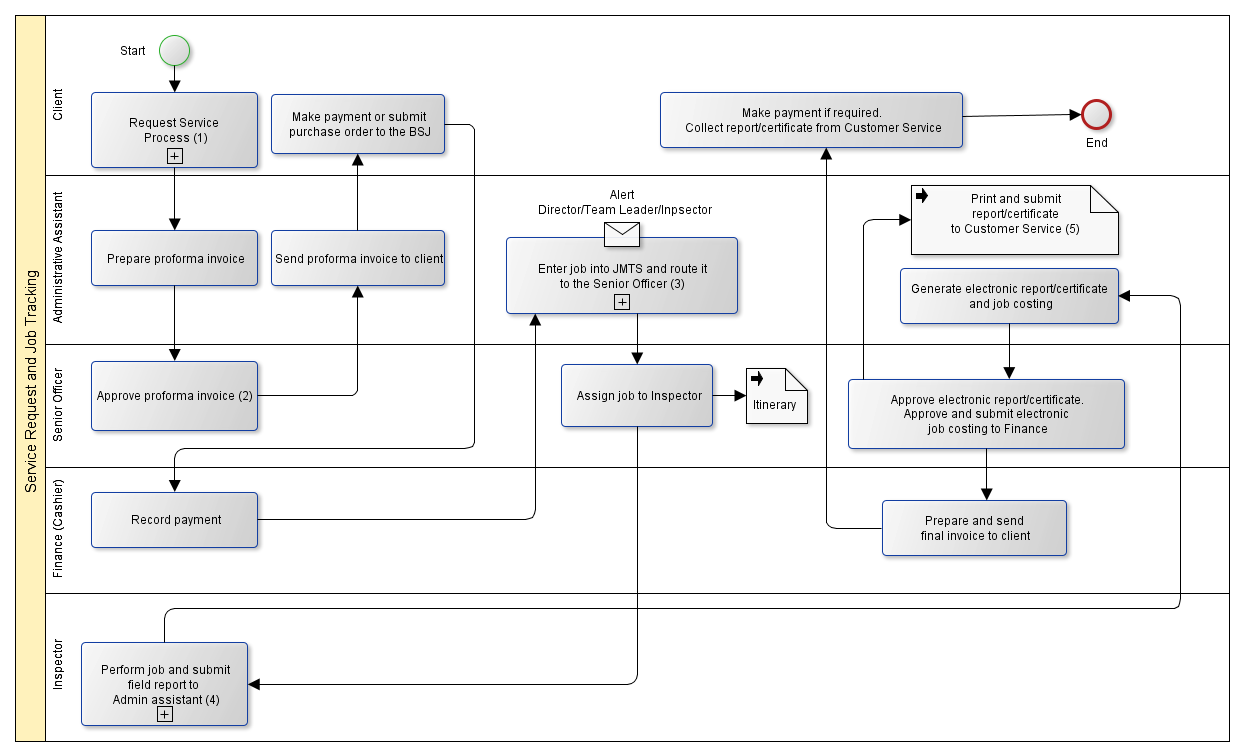 Service Request and Job Tracking
Client
Start
Request Service
Process (1)
Make payment or submit
purchase order to the BSJ
Make payment if required.
Collect report/certificate from Customer Service
End
Administrative Assistant
Prepare proforma invoice
Send proforma invoice to client
Alert
Director/Team Leader/Inpsector
Enter job into JMTS and route it
to the Senior Officer (3)
Print and submit
report/certificate
to Customer Service (5)
Generate electronic report/certificate
and job costing
Senior Officer
Approve proforma invoice (2)
Assign job to Inspector
Itinerary
Approve electronic report/certificate.
Approve and submit electronic
job costing to Finance
Finance (Cashier)
Record payment
Prepare and send
final invoice to client
Inspector
Perform job and submit
field report to
Admin assistant (4)